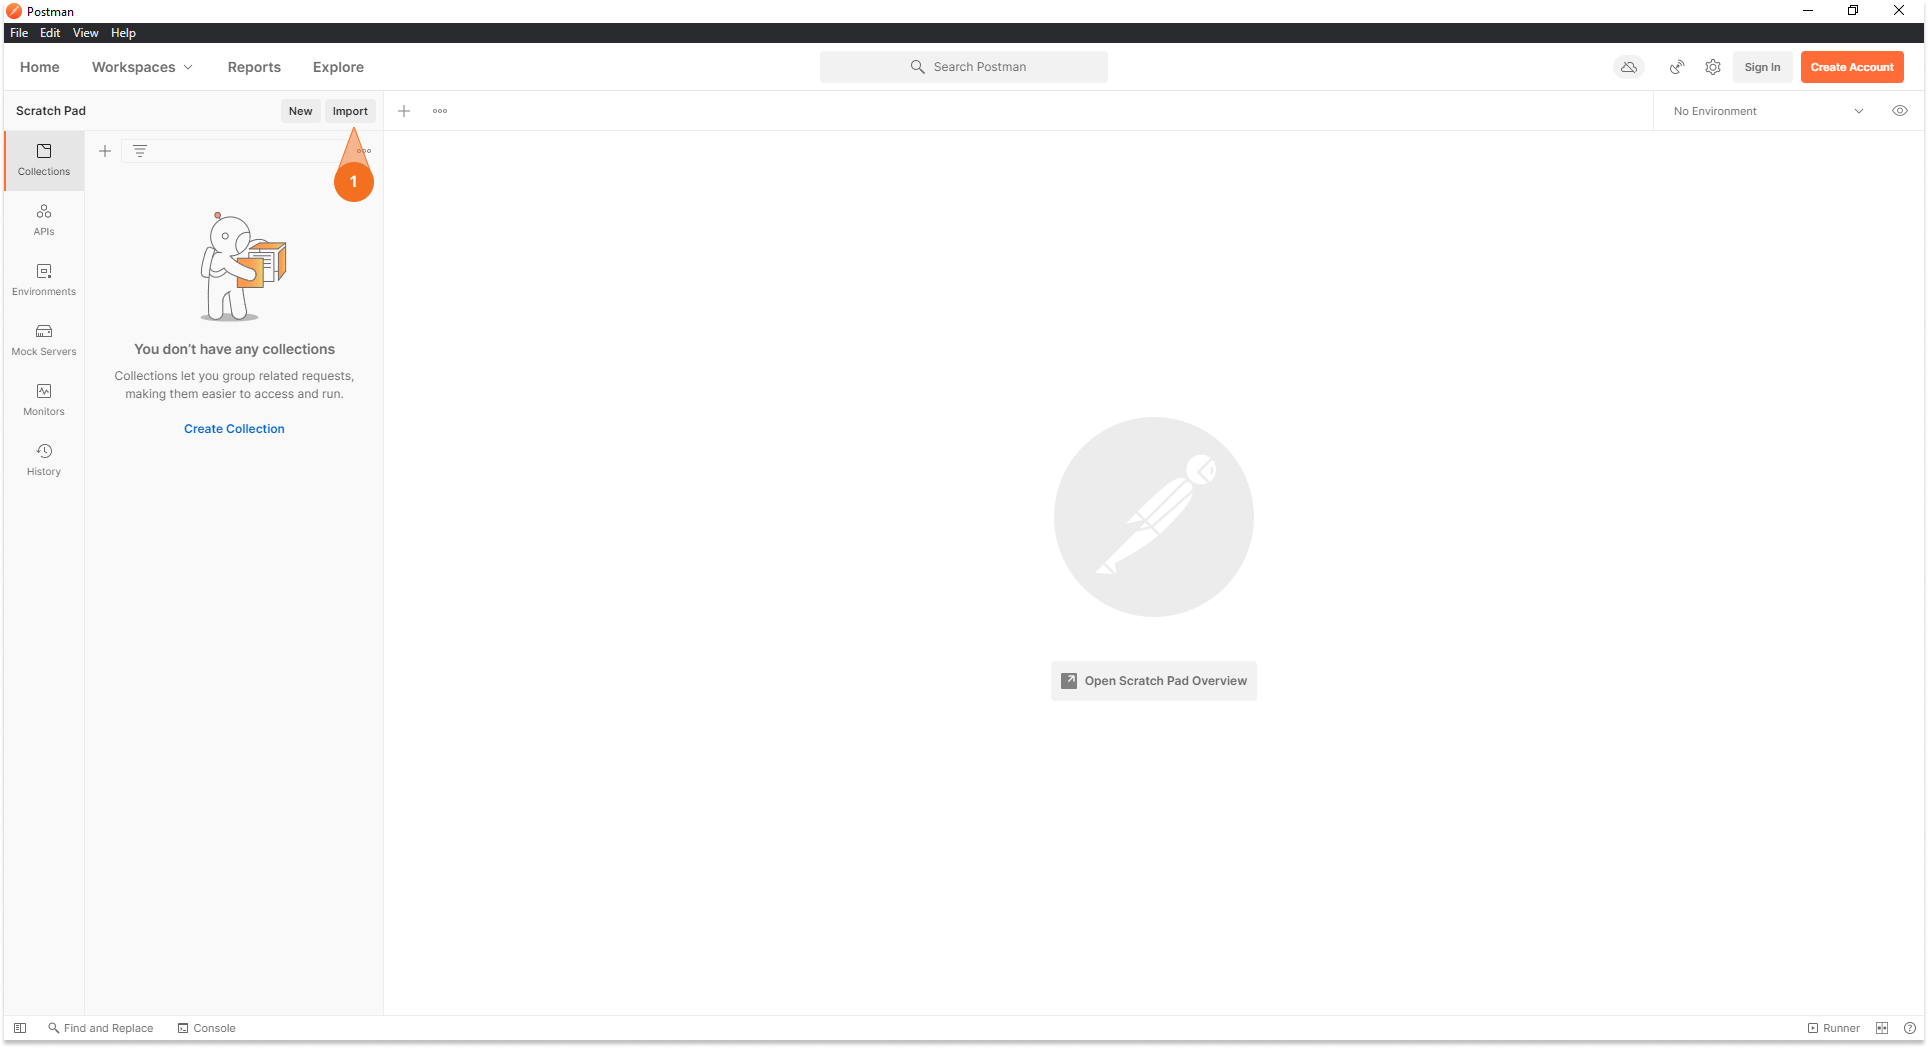 Postman
File Edit View Help
Home Workspaces Reports Explore Search Postman Sign In Create Account
Scratch Pad New Import No Environment
1
Collections
APIs
Environments
Mock Servers
Monitors
History
You don't have any collections
Collections let you group related requests,
making them easier to access and run.
Create Collection
Open Scratch Pad Overview
Find and Replace Console Runner